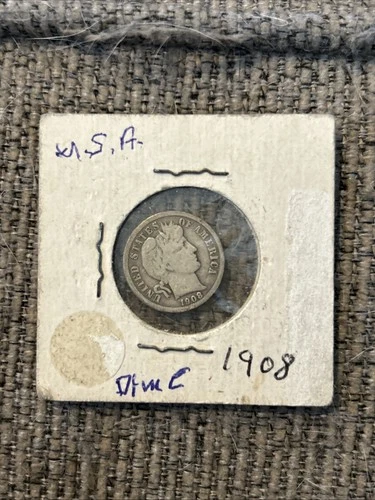 U.S.A.
UNITED STATES OF AMERICA
1908
Dime
1908